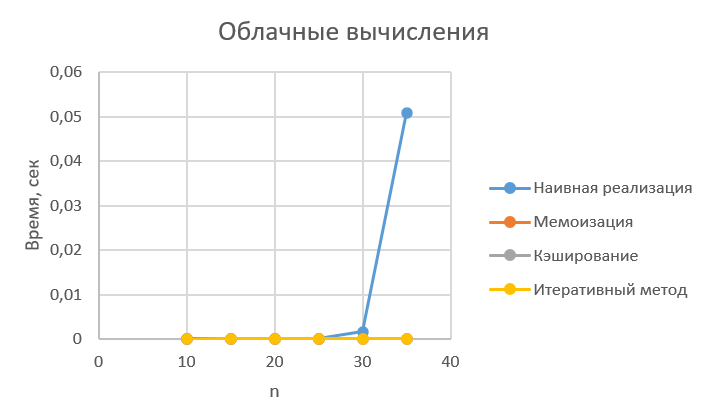 Облачные вычисления
0,06
0,05
0,04
0,03
0,02
0,01
0
0 10 20 30 40
Время, сек
n
Наивная реализация
Мемоизация
Кэширование
Итеративный метод